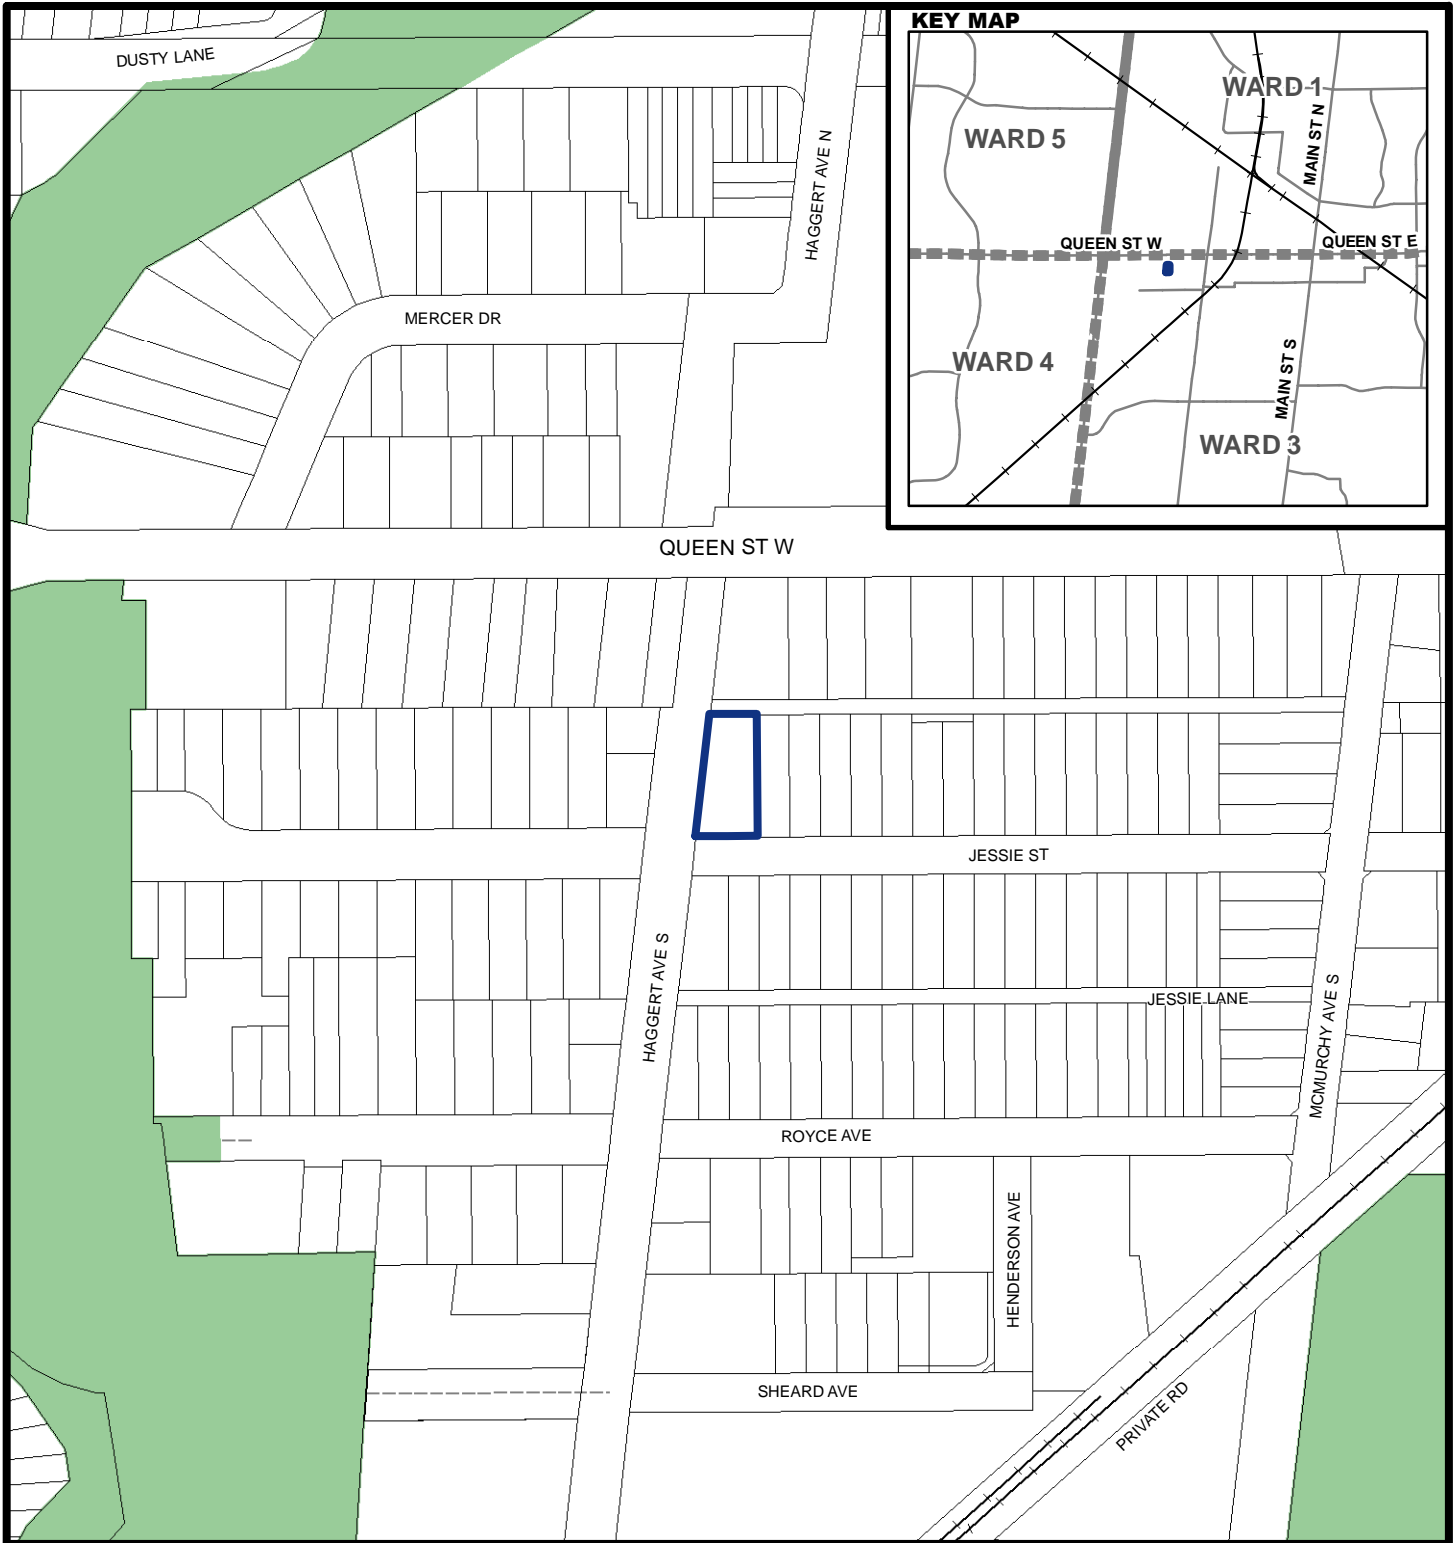 KEY MAP
WARD 1
WARD 5
MAIN ST N
QUEEN ST W
QUEEN ST E
WARD 4
MAIN ST S
WARD 3
DUSTY LANE
HAGGERT AVE N
MERCER DR
QUEEN ST W
JESSIE ST
HAGGERT AVE S
JESSIE LANE
MCMURCHY AVE S
ROYCE AVE
HENDERSON AVE
SHEARD AVE
PRIVATE RD